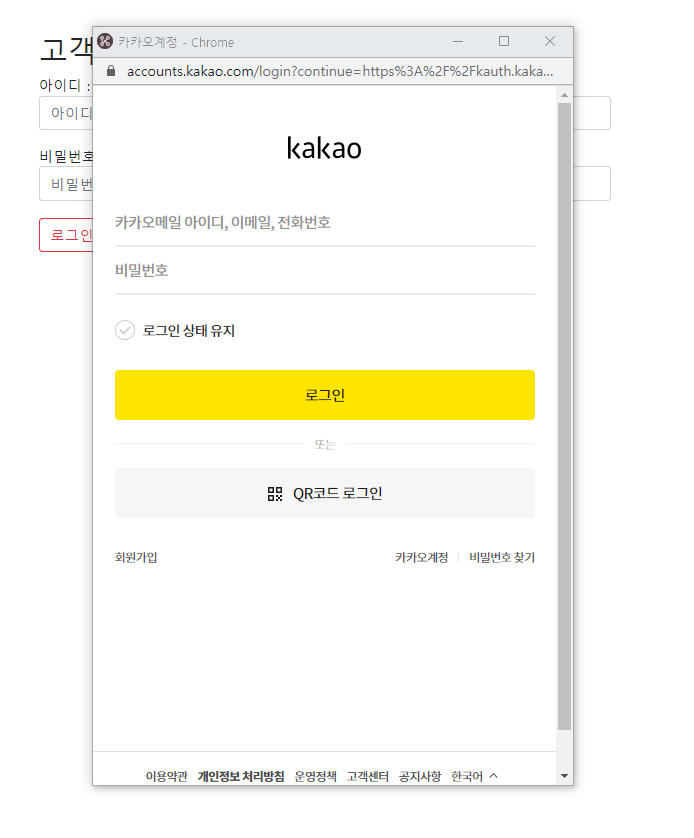 고객
아이디 :
아이디
비밀번호
비밀번
로그인
카카오계정 - Chrome
accounts.kakao.com/login?continue=https%3A%2F%2Fkauth.kaka...
kakao
카카오메일 아이디, 이메일, 전화번호
비밀번호
로그인 상태 유지
로그인
또는
QR코드 로그인
회원가입 카카오계정 비밀번호 찾기
이용약관 개인정보 처리방침 운영정책 고객센터 공지사항 한국어